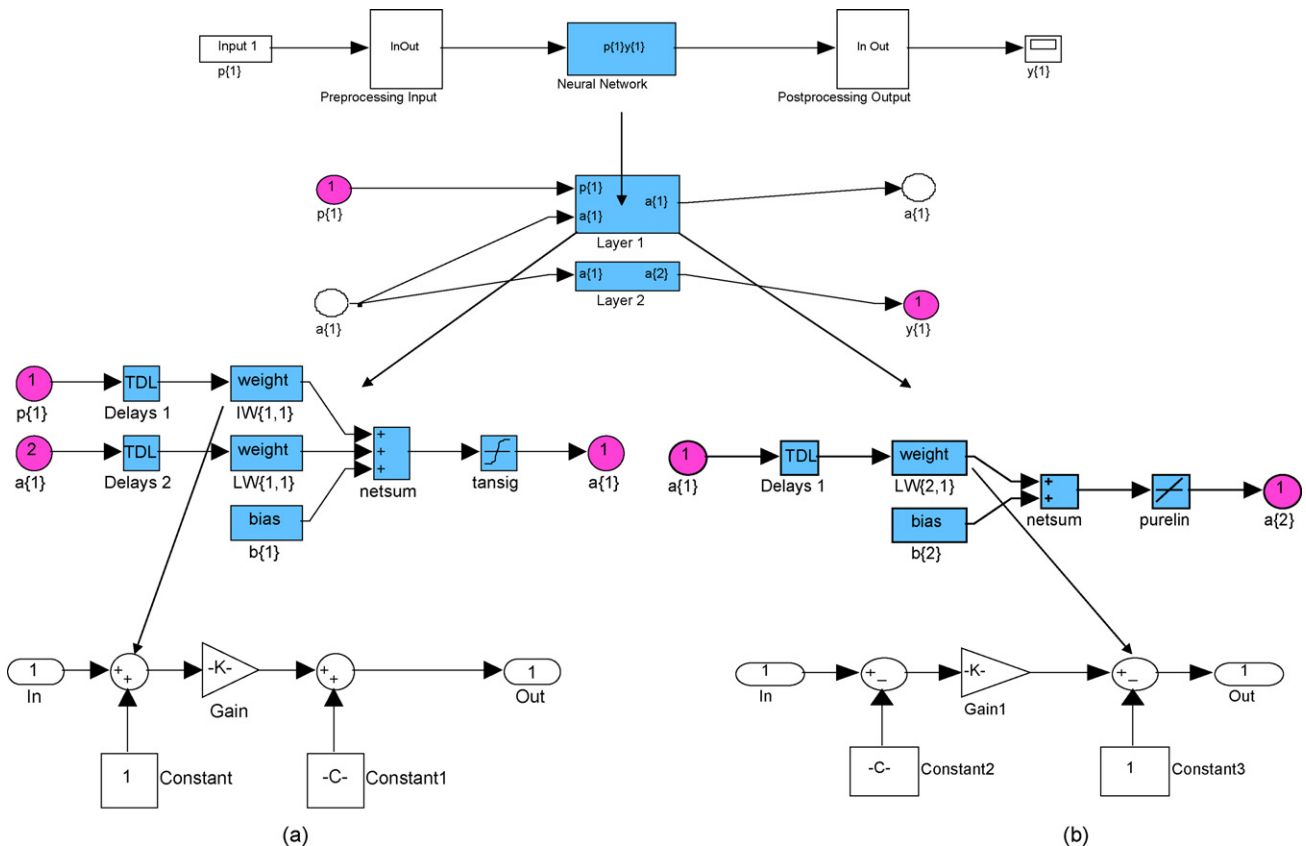 Input 1
p{1}
InOut
Preprocessing Input
p{1}y{1}
Neural Network
In Out
Postprocessing Output
y{1}
1
p{1}
p{1}
a{1}
a{1}
Layer 1
a{1}
a{1}
a{1}
a{2}
Layer 2
1
y{1}
1
p{1}
TDL
Delays 1
weight
IW{1,1}
2
a{1}
TDL
Delays 2
weight
LW{1,1}
bias
b{1}
+
+
+
netsum
tansig
1
a{1}
1
a{1}
TDL
Delays 1
weight
LW{2,1}
bias
b{2}
+
+
netsum
purelin
1
a{2}
1
In
+
+
-K-
Gain
+
+
1
Out
1
Constant
-C-
Constant1
(a)
1
In
+
−
-K-
Gain1
+
−
1
Out
-C-
Constant2
1
Constant3
(b)